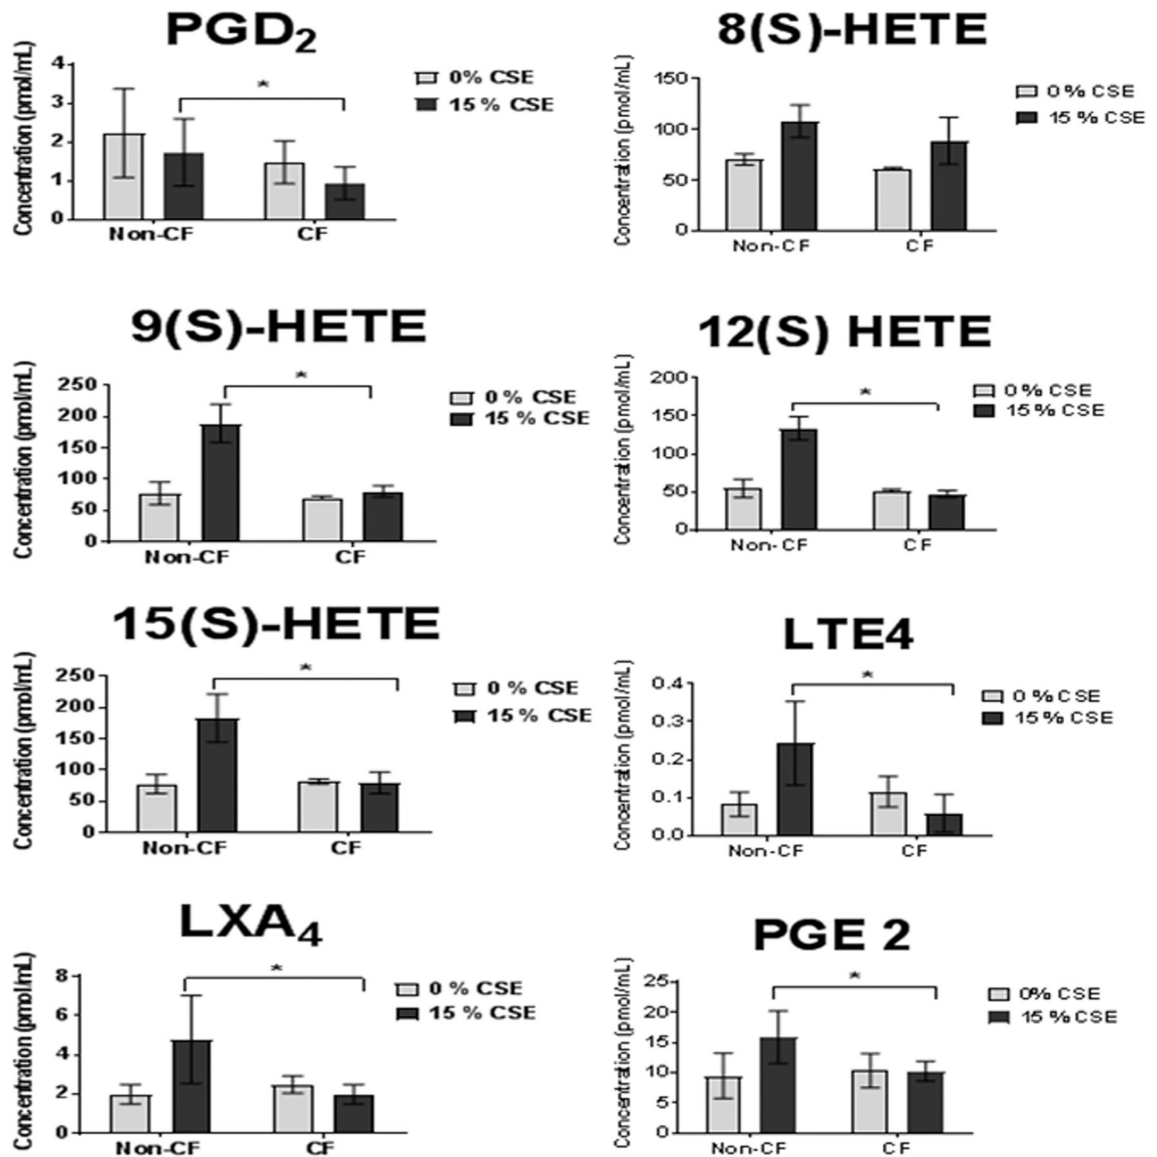 PGD₂
Concentration (pmol/mL)
4
3
2
1
0
*
0% CSE
15 % CSE
Non-CF CF
8(S)-HETE
Concentration (pmol/mL)
150
100
50
0
0 % CSE
15 % CSE
Non-CF CF
9(S)-HETE
Concentration (pmol/mL)
250
200
150
100
50
0
*
0 % CSE
15 % CSE
Non-CF CF
12(S) HETE
Concentration (pmol/mL)
200
150
100
50
0
*
0 % CSE
15 % CSE
Non-CF CF
15(S)-HETE
Concentration (pmol/mL)
250
200
150
100
50
0
*
0 % CSE
15 % CSE
Non-CF CF
LTE4
Concentration (pmol/mL)
0.4
0.3
0.2
0.1
0.0
*
0 % CSE
15 % CSE
Non-CF CF
LXA₄
Concentration (pmol/mL)
8
6
4
2
0
*
0 % CSE
15 % CSE
Non-CF CF
PGE 2
Concentration (pmol/mL)
25
20
15
10
5
0
*
0% CSE
15 % CSE
Non-CF CF